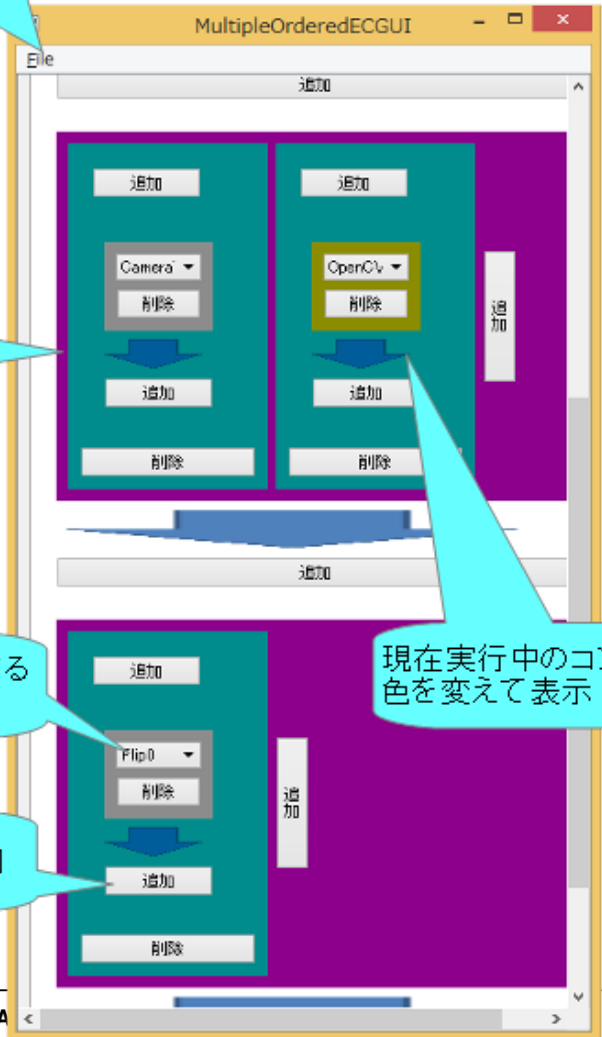 MultipleOrderedECGUI
File
追加
追加
追加
Camera
OpenCV
削除
削除
追加
追加
追加
削除
削除
追加
現在実行中のコ
色を変えて表示
る
追加
Flip0
削除
追加
追加
削除
A